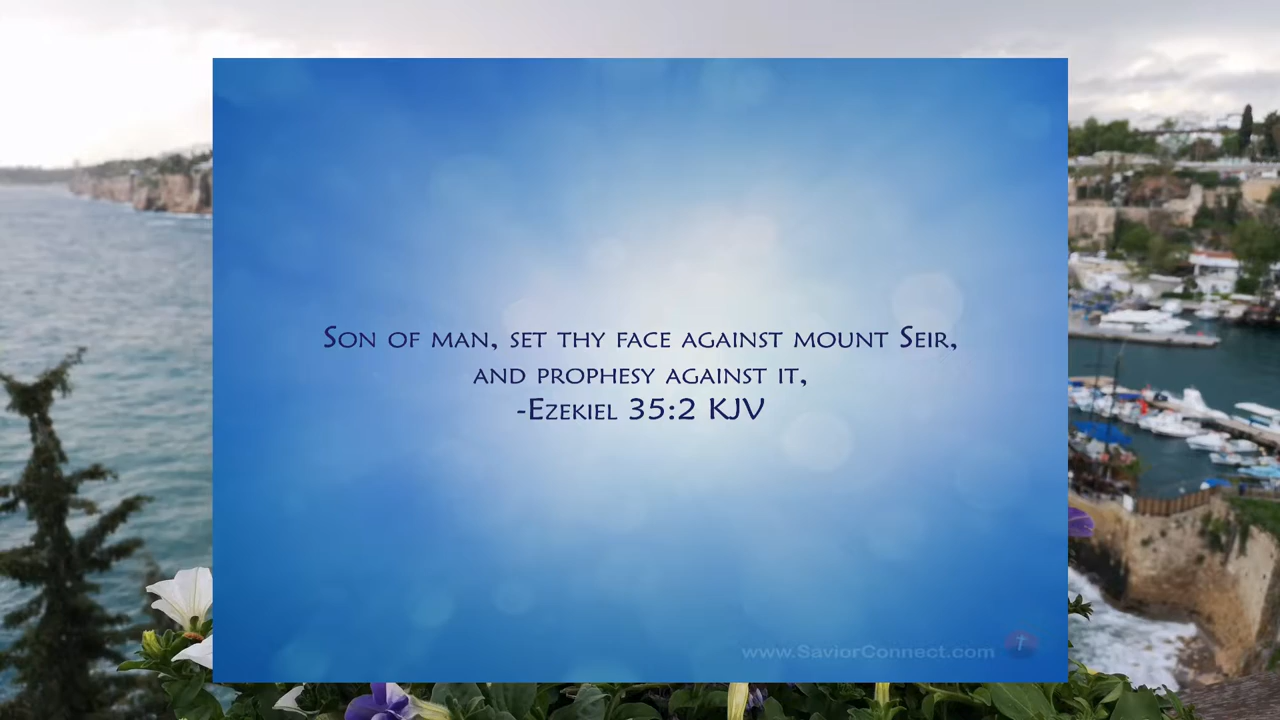 Son of man, set thy face against mount Seir,
and prophesy against it,
-Ezekiel 35:2 KJV
www.SaviorConnect.com